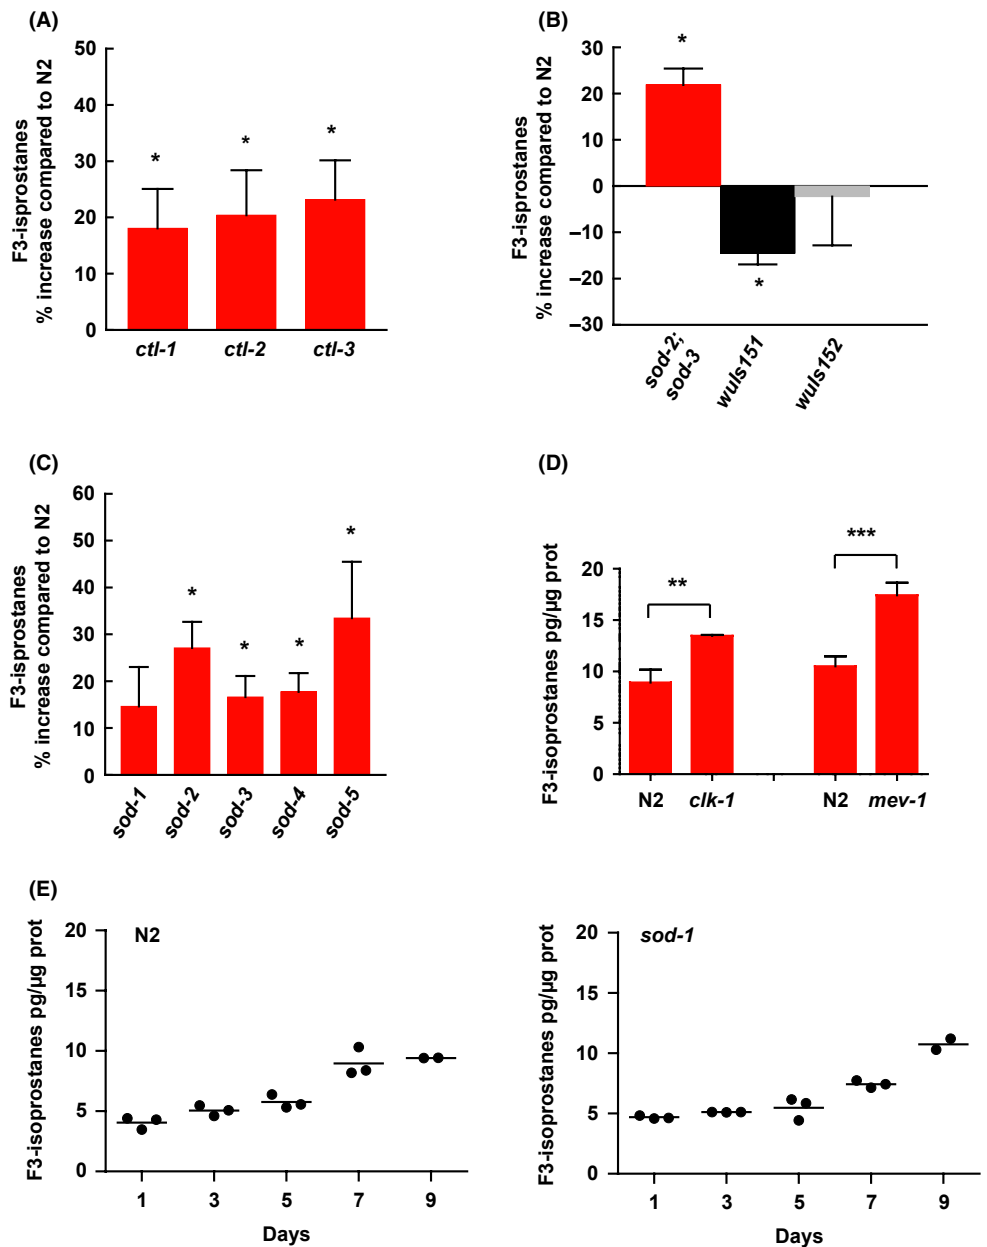 (A)
F3-isprostanes
% increase compared to N2
50
40
30
20
10
0
* * *
ctl-1 ctl-2 ctl-3
(B)
F3-isprostanes
% increase compared to N2
30
20
10
0
–10
–20
–30
*
*
sod-2;
sod-3
wuls151
wuls152
(C)
F3-isprostanes
% increase compared to N2
60
50
40
30
20
10
0
* * * *
sod-1 sod-2 sod-3 sod-4 sod-5
(D)
F3-isoprostanes pg/µg prot
20
15
10
5
0
**
***
N2 clk-1 N2 mev-1
(E)
F3-isoprostanes pg/µg prot
N2
20
15
10
5
0
1 3 5 7 9
Days
F3-isoprostanes pg/µg prot
sod-1
20
15
10
5
0
1 3 5 7 9
Days